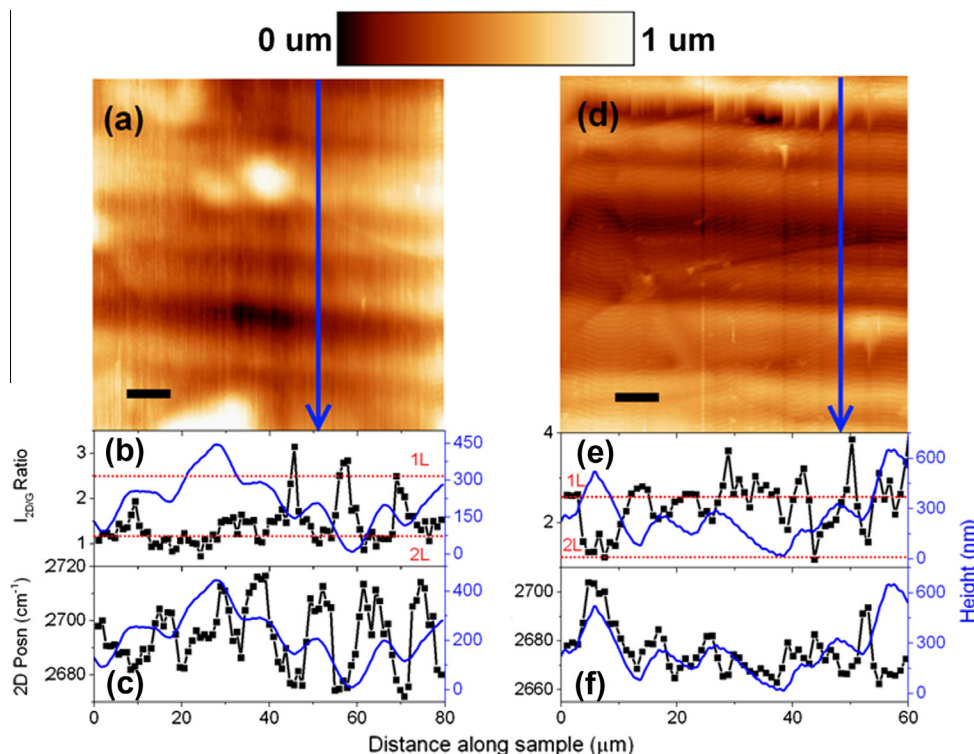 0 um 1 um
(a)
(d)
(b)
1L
2L
I2D/G Ratio
3
2
1
450
300
150
0
(e)
1L
2L
4
2
600
300
0
Height (nm)
(c)
2D Posn (cm-1)
2720
2700
2680
400
200
0
0 20 40 60 80
(f)
2700
2680
2660
600
300
0
0 20 40 60
Distance along sample (μm)